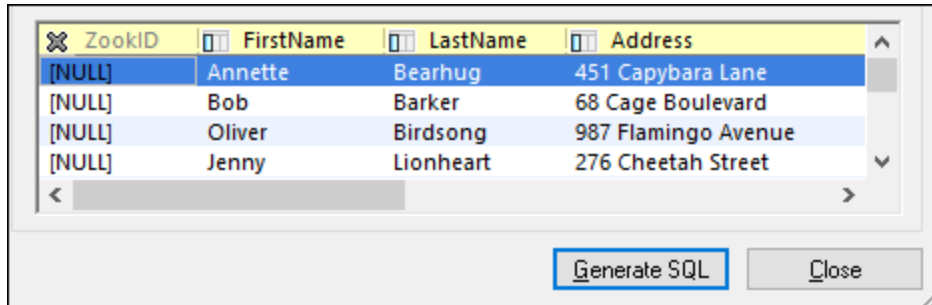 ZookID FirstName LastName Address
[NULL] Annette Bearhug 451 Capybara Lane
[NULL] Bob Barker 68 Cage Boulevard
[NULL] Oliver Birdsong 987 Flamingo Avenue
[NULL] Jenny Lionheart 276 Cheetah Street
Generate SQL Close